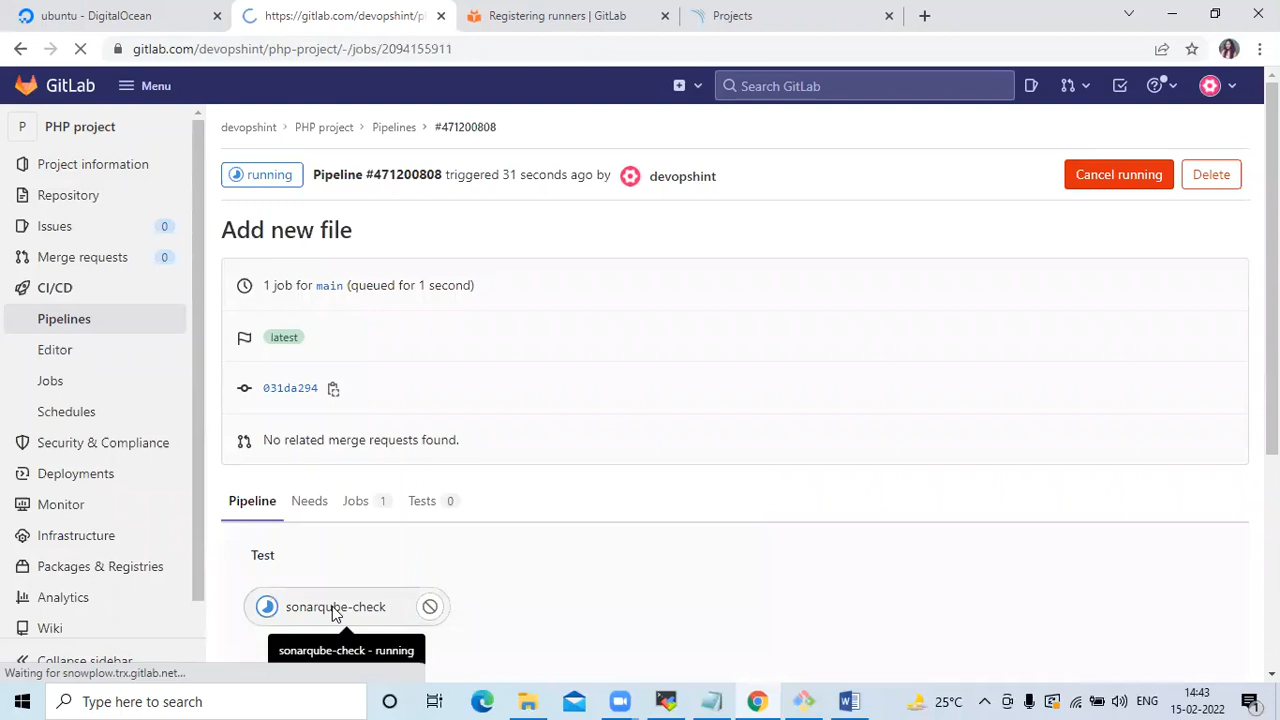 ubuntu - DigitalOcean
https://gitlab.com/devopshint/p
Registering runners | GitLab
Projects
gitlab.com/devopshint/php-project/-/jobs/2094155911
GitLab
Menu
Search GitLab
P
PHP project
Project information
Repository
Issues
0
Merge requests
0
CI/CD
Pipelines
Editor
Jobs
Schedules
Security & Compliance
Deployments
Monitor
Infrastructure
Packages & Registries
Analytics
Wiki
Collapse sidebar
devopshint
PHP project
Pipelines
#471200808
running
Pipeline #471200808 triggered 31 seconds ago by
devopshint
Cancel running
Delete
Add new file
1 job for main (queued for 1 second)
latest
031da294
No related merge requests found.
Pipeline
Needs
Jobs
1
Tests
0
Test
sonarqube-check
sonarqube-check - running
Waiting for snowplow.trx.gitlab.net...
Type here to search
25°C
ENG
14:43
15-02-2022
1